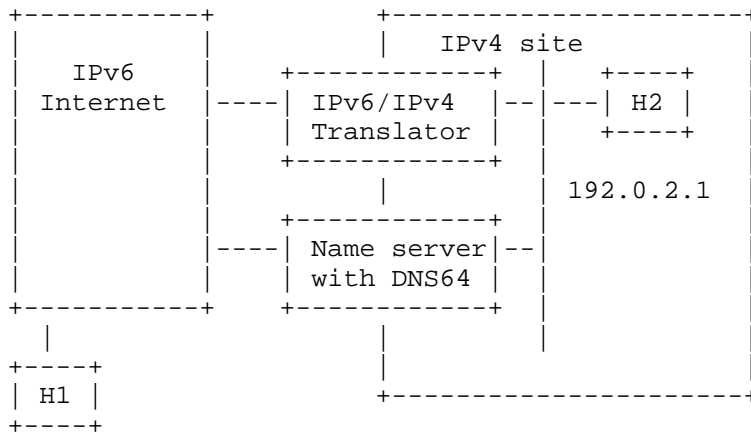 IPv4 site
IPv6
Internet
IPv6/IPv4
Translator
H2
192.0.2.1
Name server
with DNS64
H1